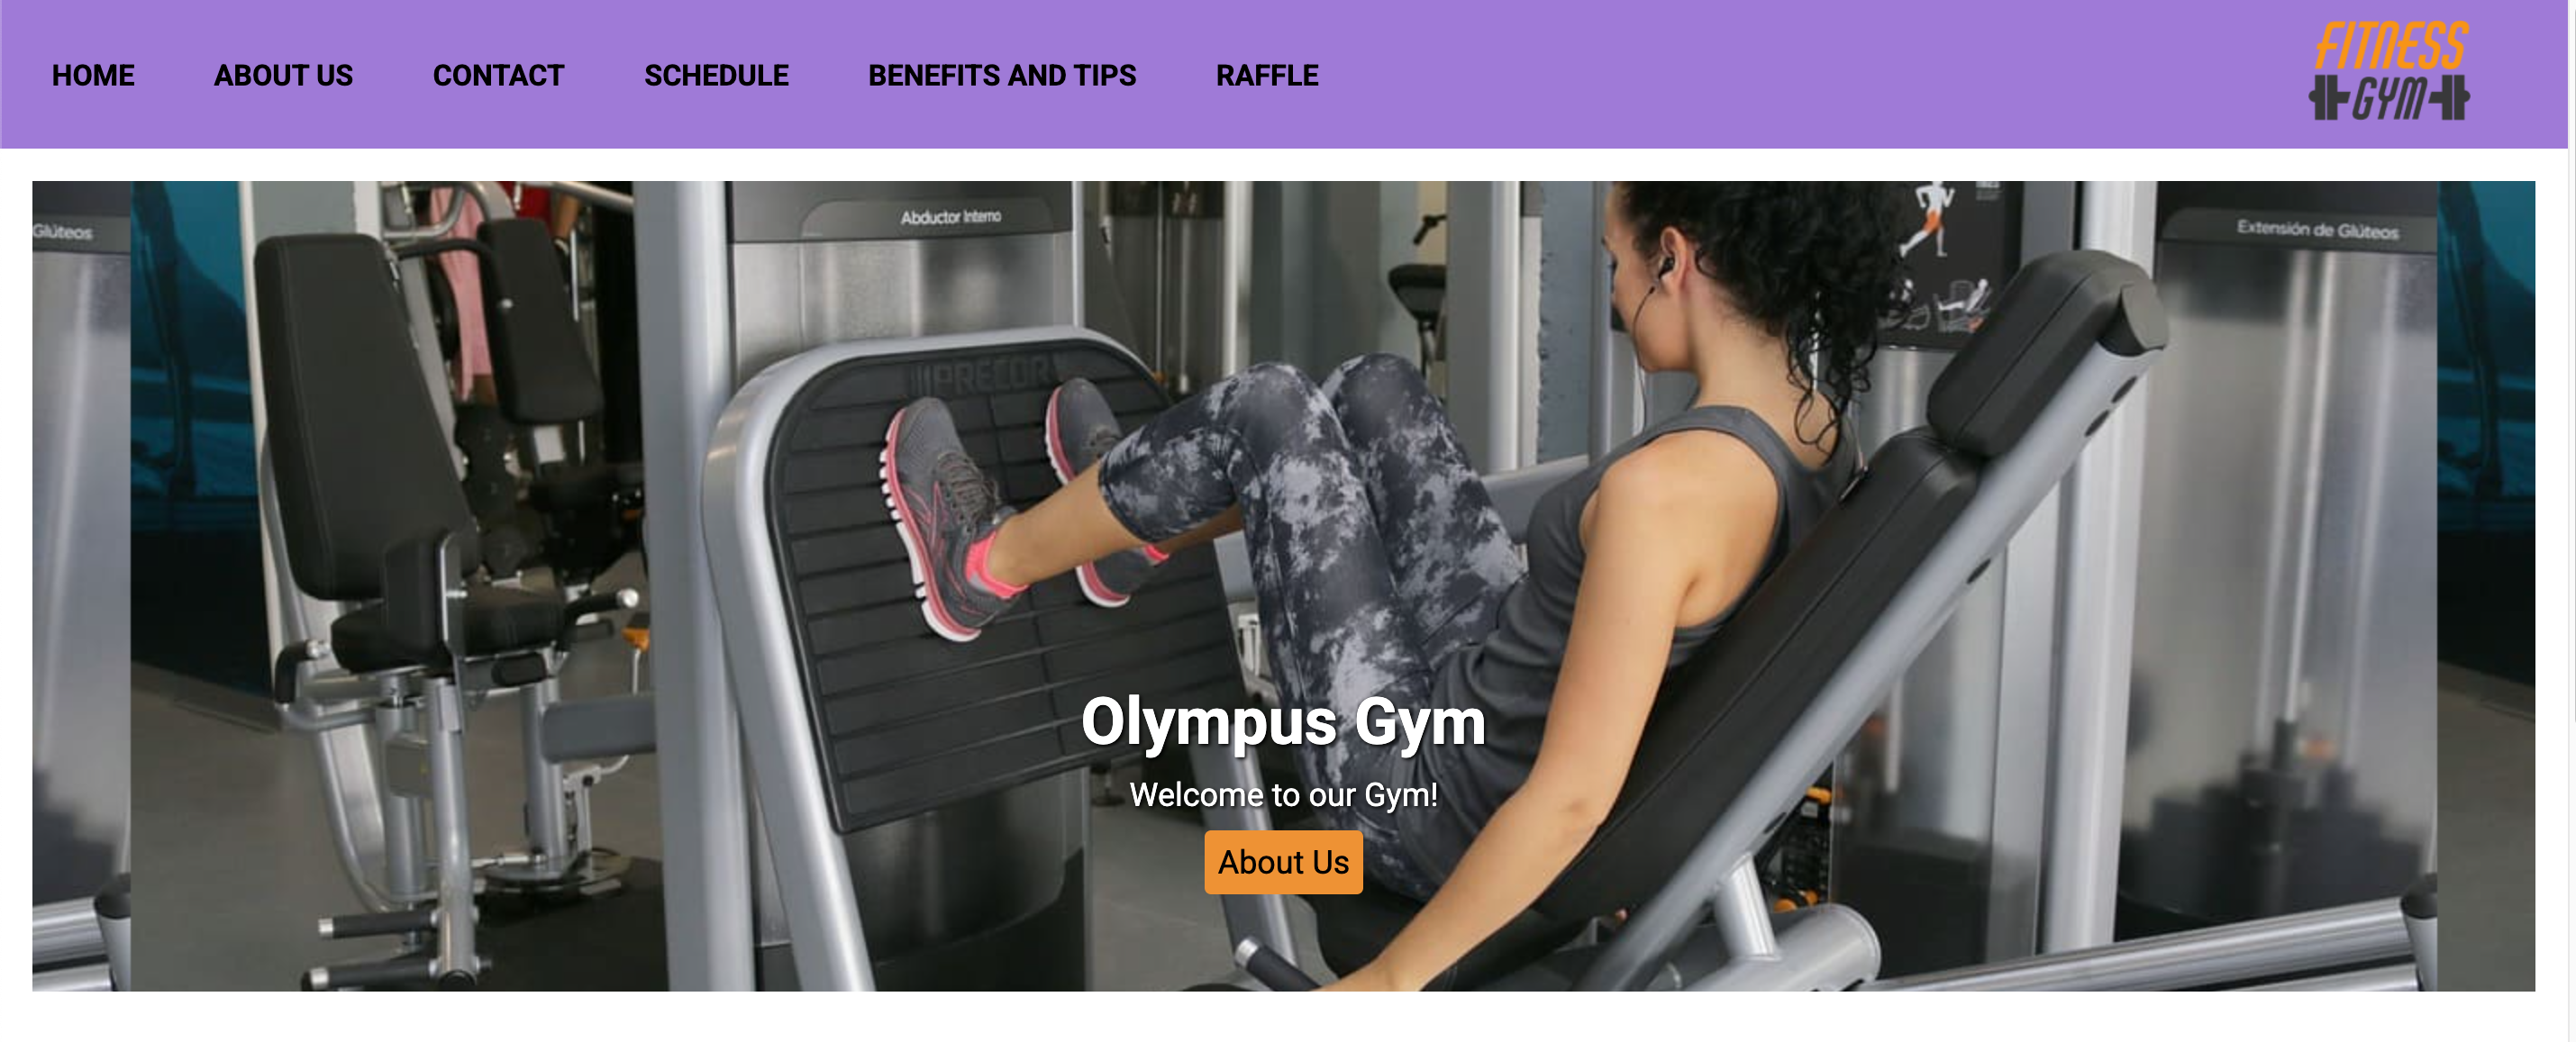 HOME ABOUT US CONTACT SCHEDULE BENEFITS AND TIPS RAFFLE
FITNESS
GYM
Glúteos
Abductor Interno
Extensión de Glúteos
PRECOR
Olympus Gym
Welcome to our Gym!
About Us